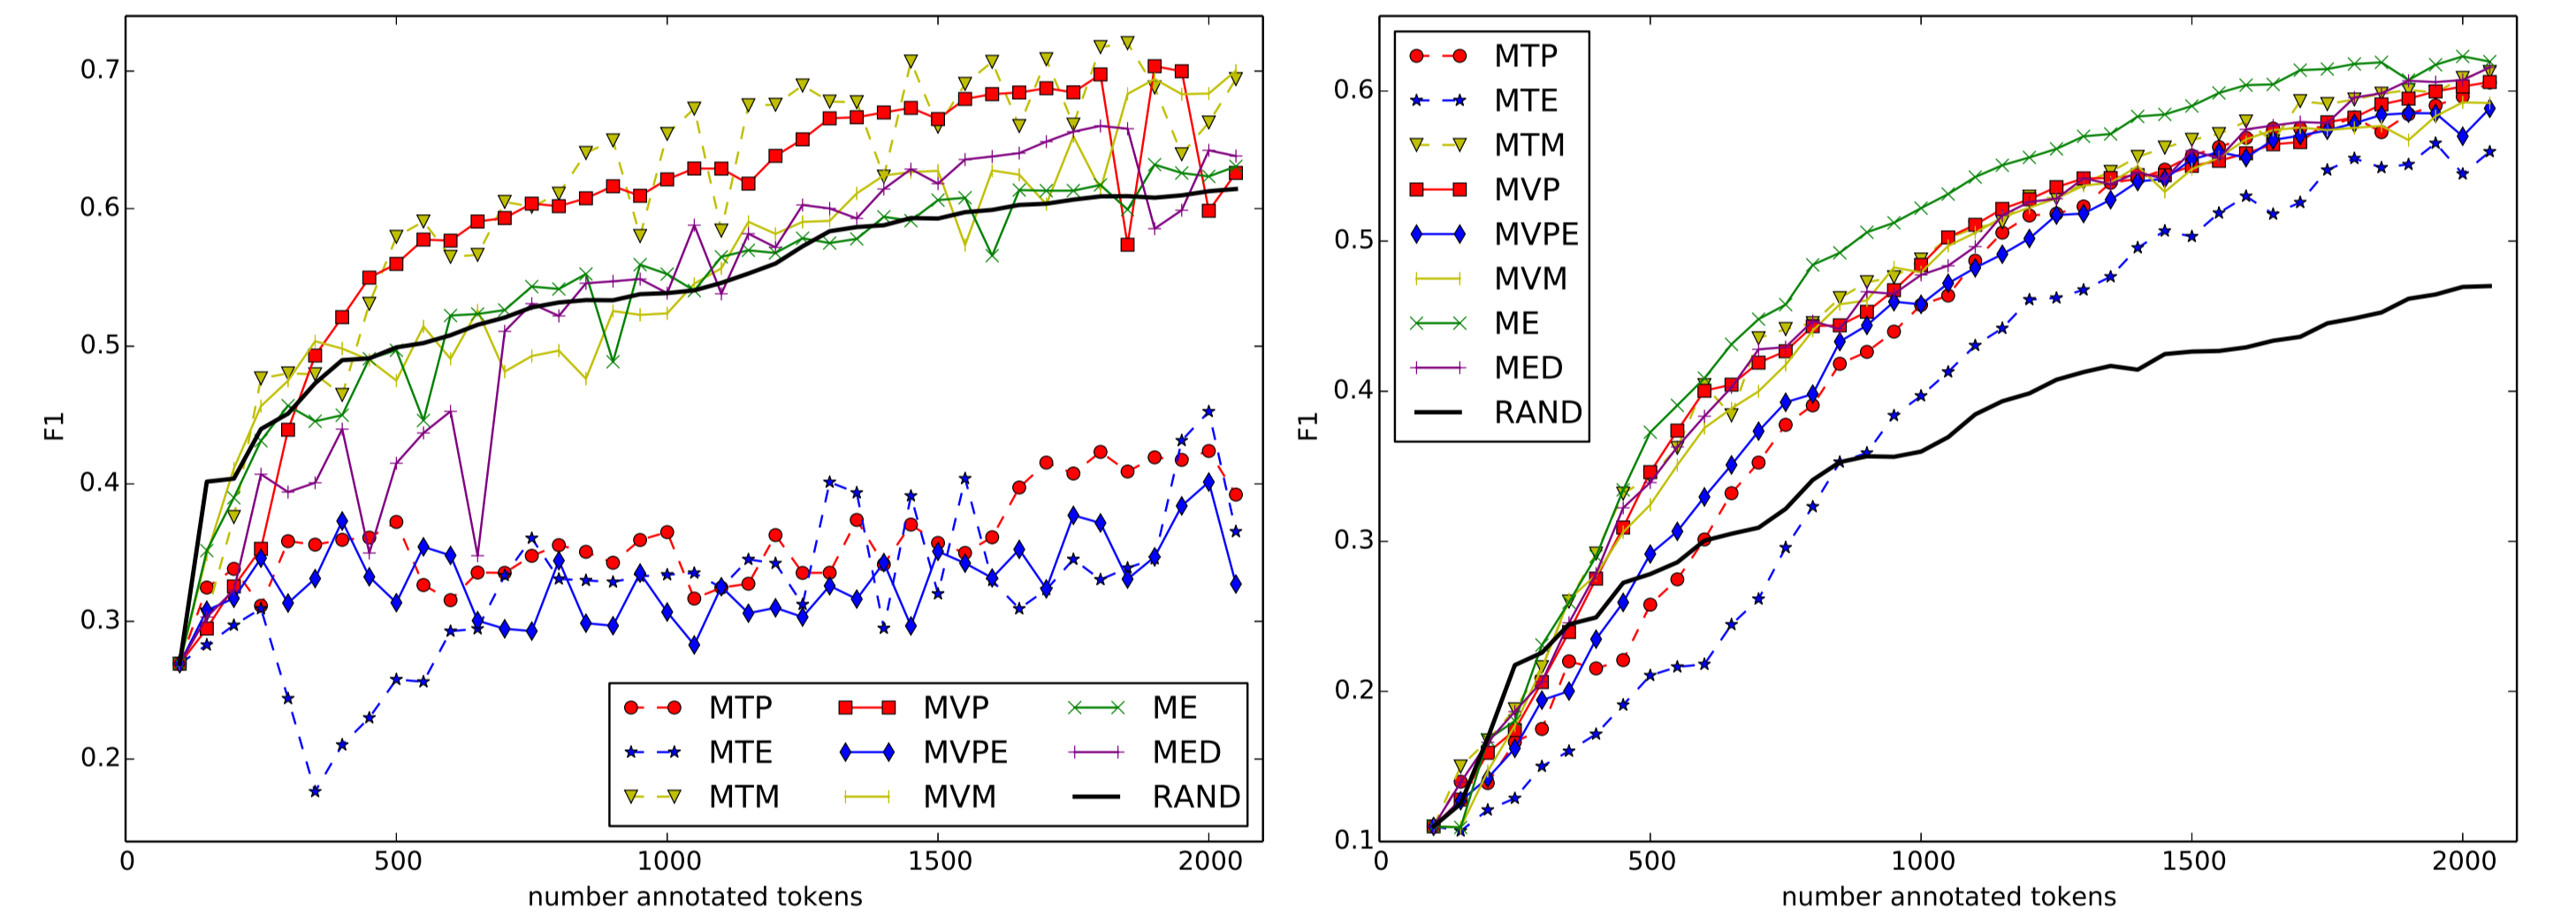 0.7
0.6
0.5
0.4
0.3
0.2
F1
MTP MVP ME
MTE MVPE MED
MTM MVM RAND
0 500 1000 1500 2000
number annotated tokens
MTP
MTE
MTM
MVP
MVPE
MVM
ME
MED
RAND
0.6
0.5
0.4
0.3
0.2
0.1
F1
0 500 1000 1500 2000
number annotated tokens